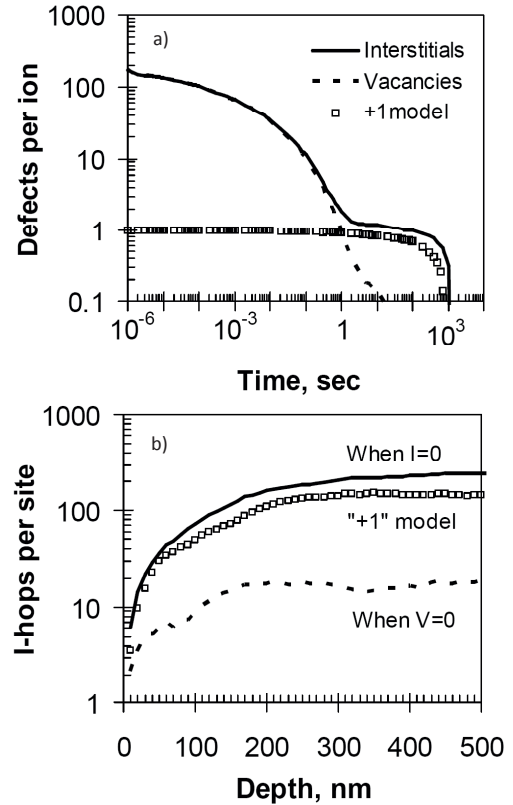 1000
a)
Interstitials
Vacancies
+1model
100
10
1
0.1
Defects per ion
10-6
10-3
1
103
Time, sec
1000
b)
When I=0
"+1" model
When V=0
100
10
1
I-hops per site
0
100
200
300
400
500
Depth, nm